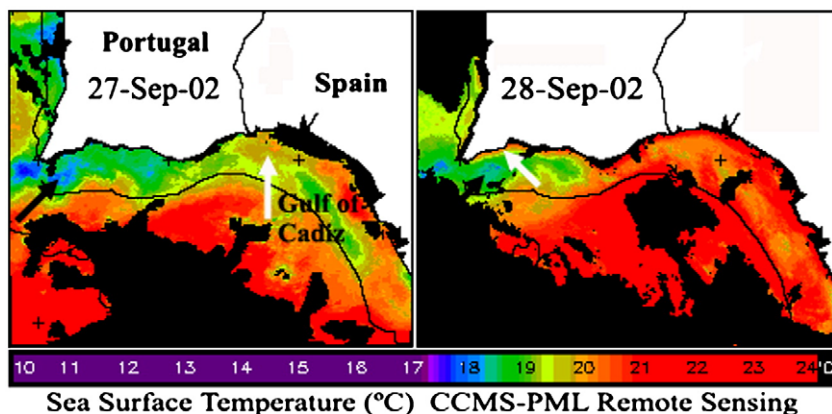 Portugal
27-Sep-02
Spain
Gulf of
Cadiz
28-Sep-02
10 11 12 13 14 15 16 17 18 19 20 21 22 23 24 °C
Sea Surface Temperature (ºC) CCMS-PML Remote Sensing